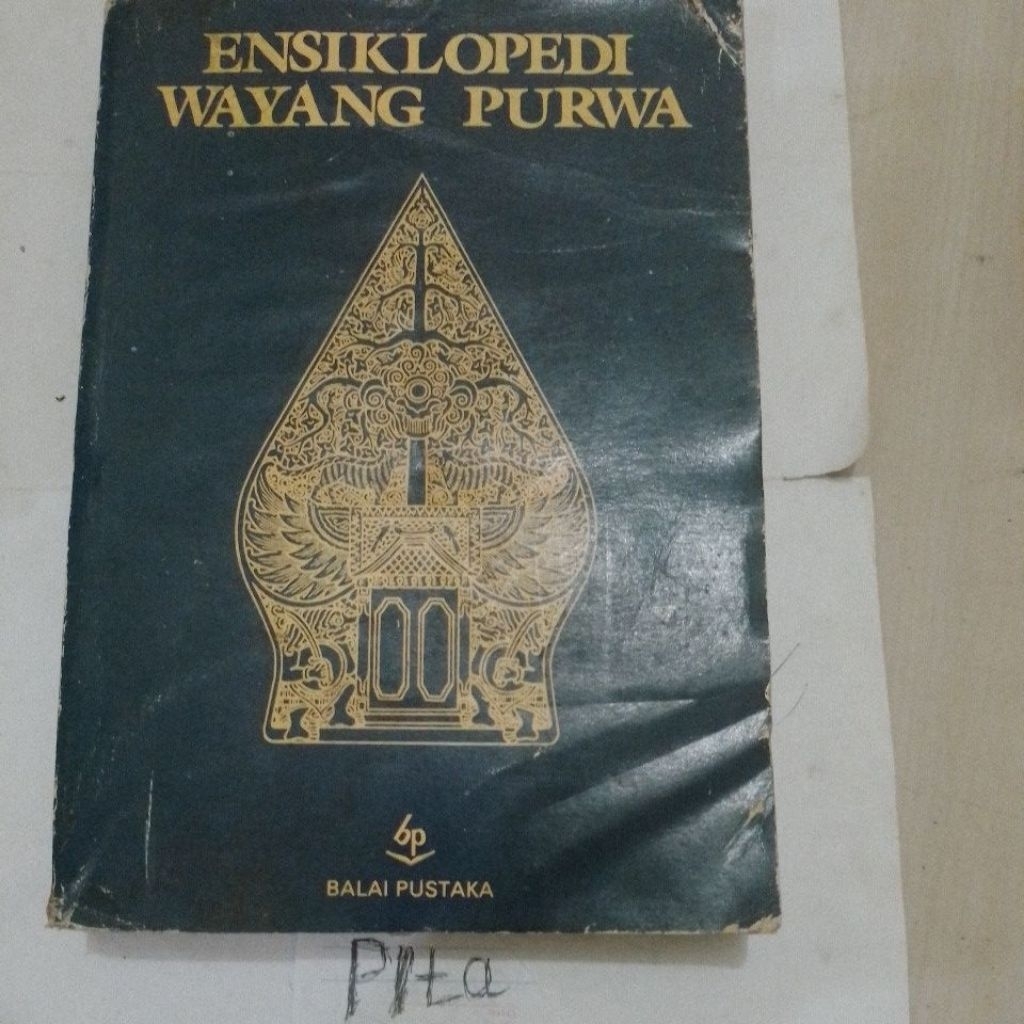 ENSIKLOPEDI
WAYANG PURWA
bp
BALAI PUSTAKA
Pita